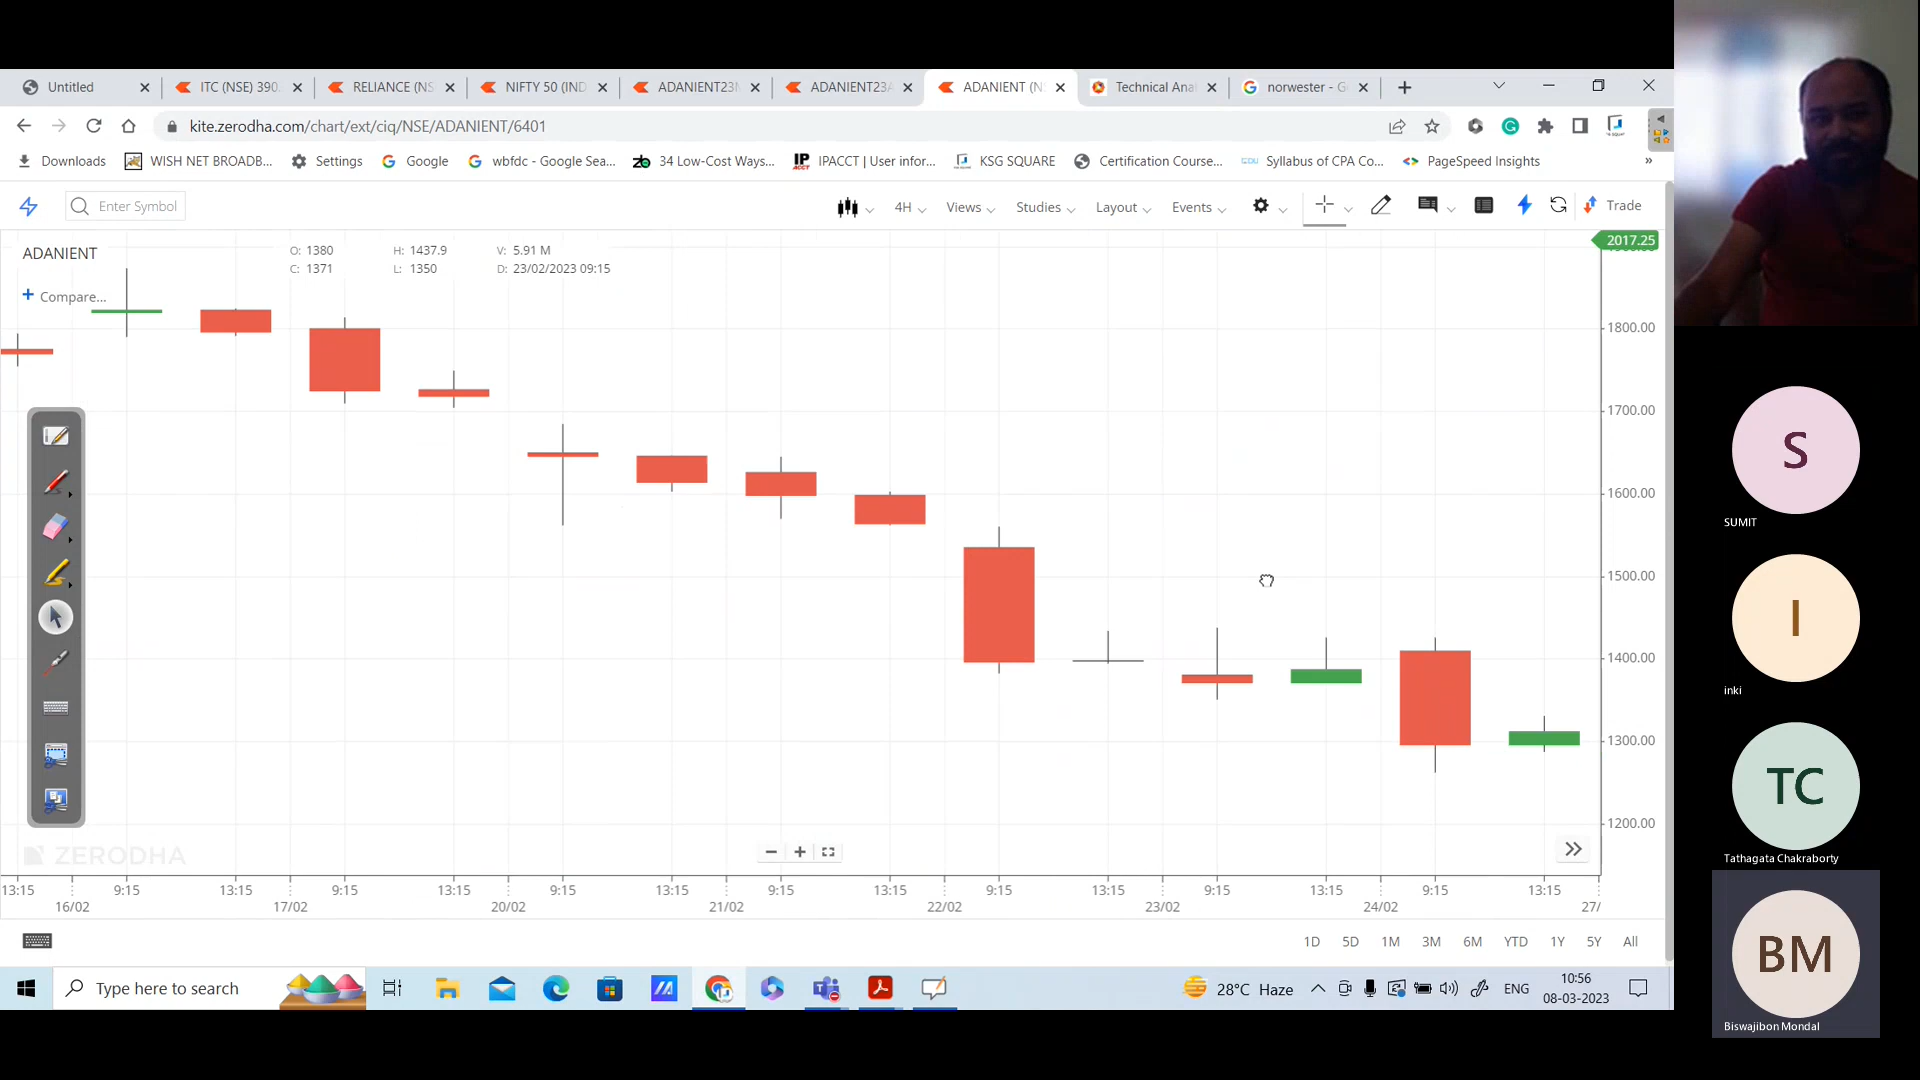 Untitled
ITC (NSE) 390.
RELIANCE (NS
NIFTY 50 (IND
ADANIENT23M
ADANIENT23A
ADANIENT (N
Technical Anal
norwester - G
kite.zerodha.com/chart/ext/ciq/NSE/ADANIENT/6401
Downloads
WISH NET BROADB...
Settings
Google
wbfdc - Google Sea...
34 Low-Cost Ways...
IPACCT | User infor...
KSG SQUARE
Certification Course...
Syllabus of CPA Co...
PageSpeed Insights
»
Enter Symbol
4H
Views
Studies
Layout
Events
Trade
ADANIENT
O: 1380 H: 1437.9 V: 5.91 M
C: 1371 L: 1350 D: 23/02/2023 09:15
+ Compare...
2017.25
1800.00
1700.00
1600.00
1500.00
1400.00
1300.00
1200.00
ZERODHA
13:15 9:15 13:15 9:15 13:15 9:15 13:15 9:15 13:15 9:15 13:15 9:15 13:15 9:15 13:15
16/02 17/02 20/02 21/02 22/02 23/02 24/02 27/
1D 5D 1M 3M 6M YTD 1Y 5Y All
Type here to search
28°C Haze
ENG
10:56
08-03-2023
S
SUMIT
I
inki
TC
Tathagata Chakraborty
BM
Biswajibon Mondal